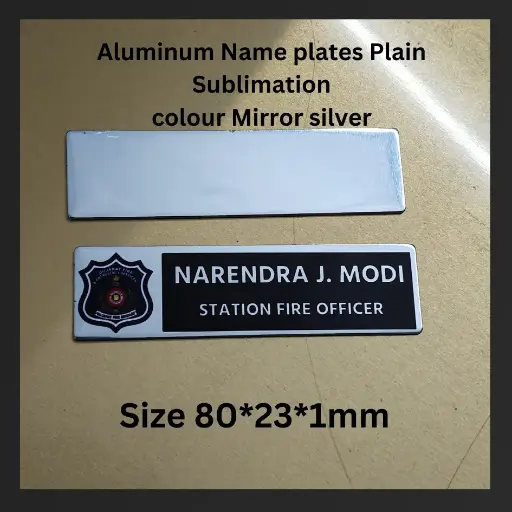 Aluminum Name plates Plain
Sublimation
colour Mirror silver
NARENDRA J. MODI
STATION FIRE OFFICER
Size 80*23*1mm